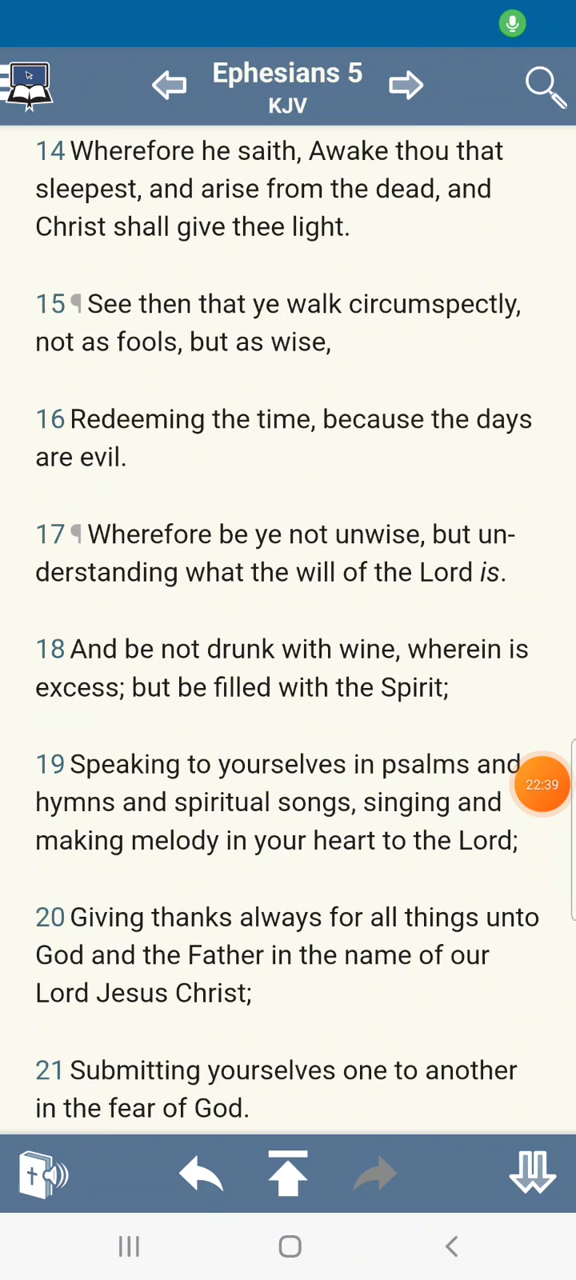 Ephesians 5
KJV
14 Wherefore he saith, Awake thou that
sleepest, and arise from the dead, and
Christ shall give thee light.
15 ¶ See then that ye walk circumspectly,
not as fools, but as wise,
16 Redeeming the time, because the days
are evil.
17 ¶ Wherefore be ye not unwise, but un-
derstanding what the will of the Lord is.
18 And be not drunk with wine, wherein is
excess; but be filled with the Spirit;
19 Speaking to yourselves in psalms and
22:39
hymns and spiritual songs, singing and
making melody in your heart to the Lord;
20 Giving thanks always for all things unto
God and the Father in the name of our
Lord Jesus Christ;
21 Submitting yourselves one to another
in the fear of God.